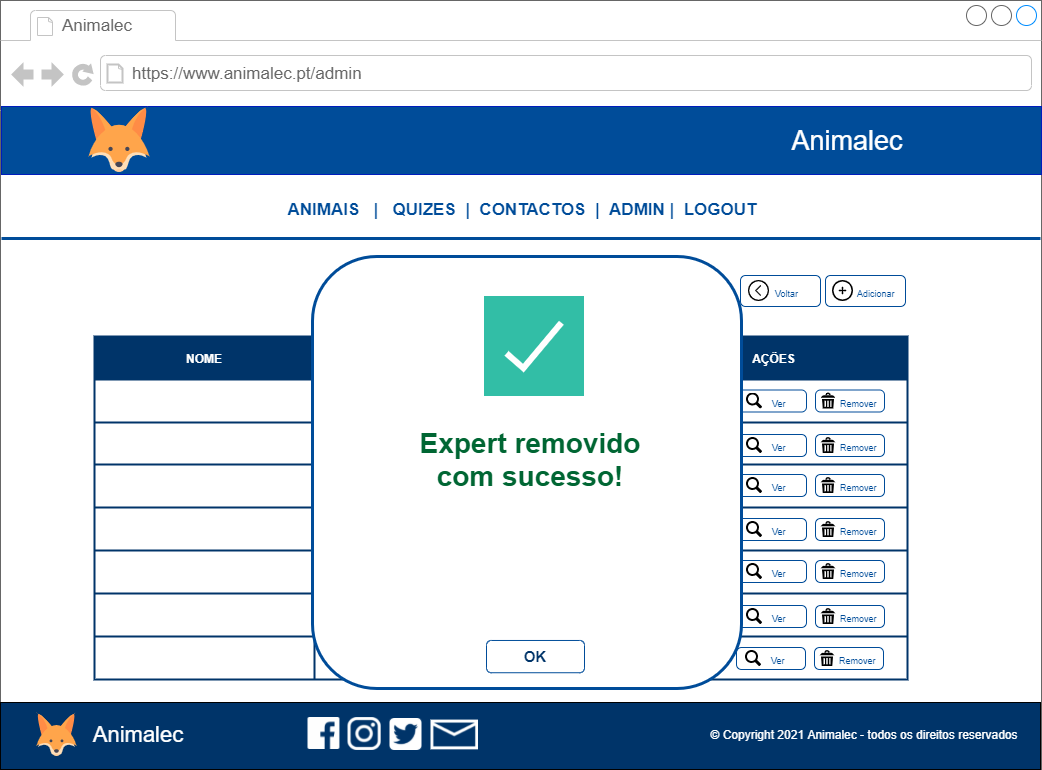 Animalec
https://www.animalec.pt/admin
Animalec
ANIMAIS | QUIZES | CONTACTOS | ADMIN | LOGOUT
Voltar
Adicionar
NOME
AÇÕES
Ver Remover
Ver Remover
Ver Remover
Ver Remover
Ver Remover
Ver Remover
Ver Remover
Expert removido
com sucesso!
OK
Animalec
© Copyright 2021 Animalec - todos os direitos reservados